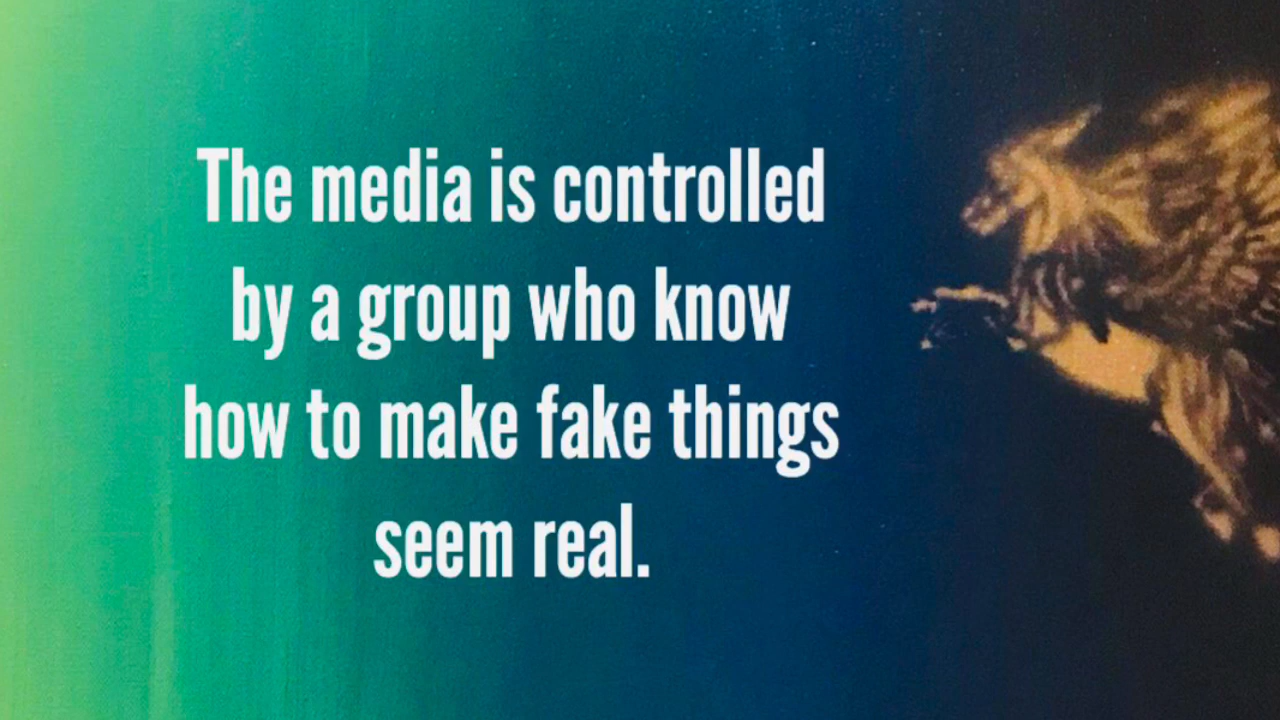 The media is controlled
by a group who know
how to make fake things
seem real.